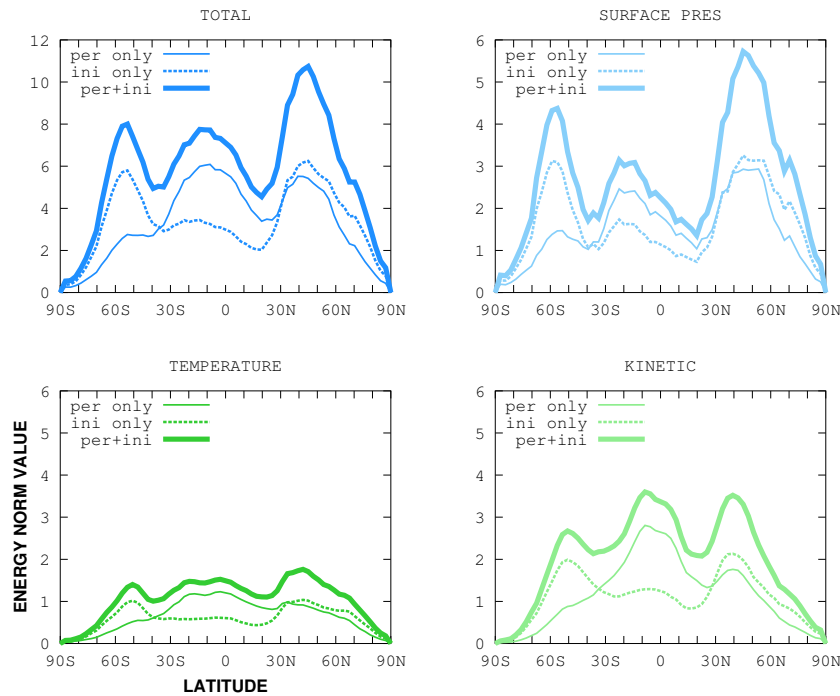 TOTAL
12
10
8
6
4
2
0
per only
ini only
per+ini
90S 60S 30S 0 30N 60N 90N
SURFACE PRES
6
5
4
3
2
1
0
per only
ini only
per+ini
90S 60S 30S 0 30N 60N 90N
TEMPERATURE
6
5
4
3
2
1
0
per only
ini only
per+ini
90S 60S 30S 0 30N 60N 90N
ENERGY NORM VALUE
LATITUDE
KINETIC
6
5
4
3
2
1
0
per only
ini only
per+ini
90S 60S 30S 0 30N 60N 90N